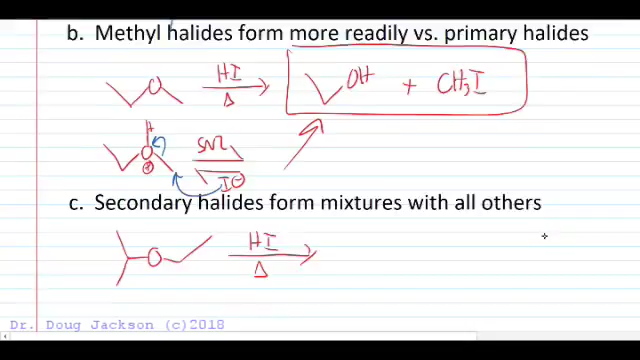 b. Methyl halides form more readily vs. primary halides
O HI Δ OH + CH3I
H O ⊕ SN2 I⊖
c. Secondary halides form mixtures with all others
O HI Δ
Dr. Doug Jackson (c)2018